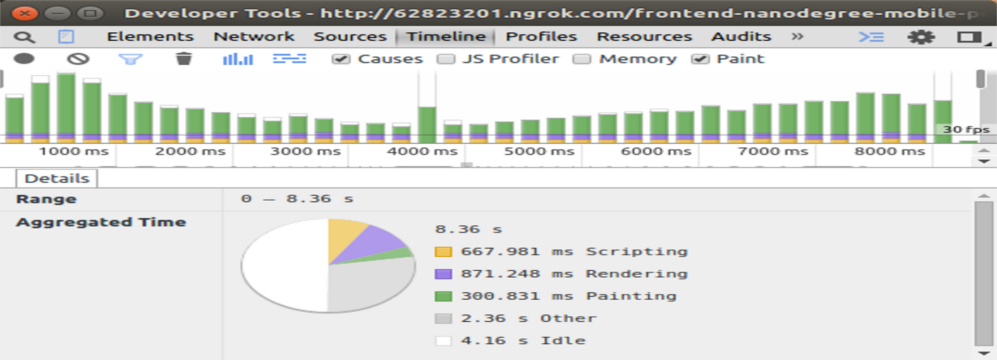 Developer Tools - http://62823201.ngrok.com/frontend-nanodegree-mobile-p
Elements Network Sources Timeline Profiles Resources Audits »
Causes JS Profiler Memory Paint
30 fps
1000 ms 2000 ms 3000 ms 4000 ms 5000 ms 6000 ms 7000 ms 8000 ms
Details
Range 0 – 8.36 s
Aggregated Time
8.36 s
667.981 ms Scripting
871.248 ms Rendering
300.831 ms Painting
2.36 s Other
4.16 s Idle